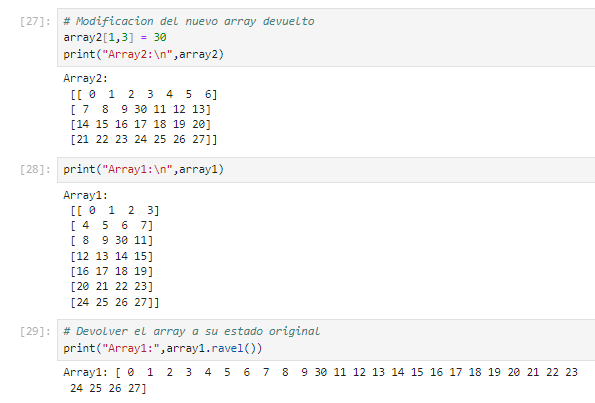 [27]: # Modificacion del nuevo array devuelto
array2[1,3] = 30
print("Array2:\n",array2)
Array2:
 [[ 0  1  2  3  4  5  6]
 [ 7  8  9 30 11 12 13]
 [14 15 16 17 18 19 20]
 [21 22 23 24 25 26 27]]
[28]: print("Array1:\n",array1)
Array1:
 [[ 0  1  2  3]
 [ 4  5  6  7]
 [ 8  9 30 11]
 [12 13 14 15]
 [16 17 18 19]
 [20 21 22 23]
 [24 25 26 27]]
[29]: # Devolver el array a su estado original
print("Array1:",array1.ravel())
Array1: [ 0  1  2  3  4  5  6  7  8  9 30 11 12 13 14 15 16 17 18 19 20 21 22 23
 24 25 26 27]